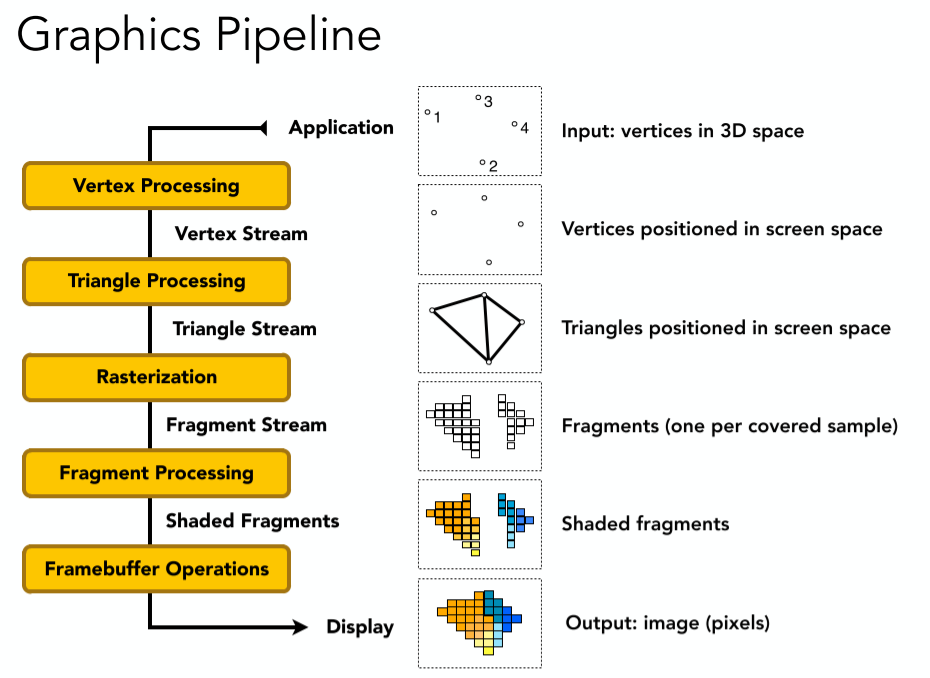 Graphics Pipeline
Application
Vertex Processing
Vertex Stream
Triangle Processing
Triangle Stream
Rasterization
Fragment Stream
Fragment Processing
Shaded Fragments
Framebuffer Operations
Display
3
1
4
2
Input: vertices in 3D space
Vertices positioned in screen space
Triangles positioned in screen space
Fragments (one per covered sample)
Shaded fragments
Output: image (pixels)